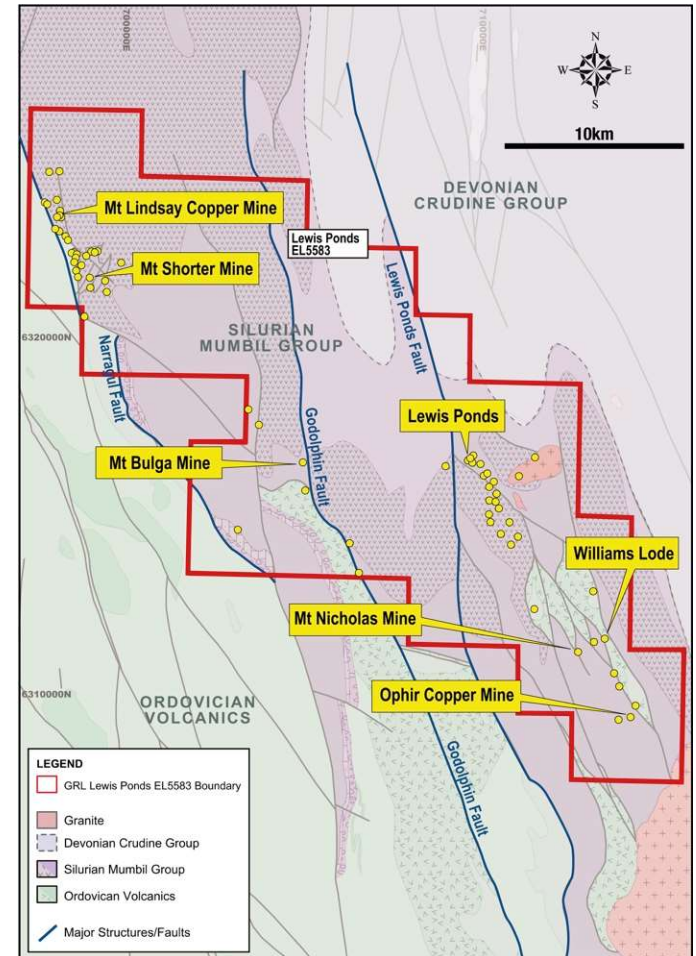 700000E
710000E
N
W E
S
10km
DEVONIAN
CRUDINE GROUP
Mt Lindsay Copper Mine
Lewis Ponds
EL5583
Mt Shorter Mine
Lewis Ponds Fault
SILURIAN
MUMBIL GROUP
6320000N
Narragul Fault
Godolphin Fault
Lewis Ponds
Mt Bulga Mine
Williams Lode
Mt Nicholas Mine
Ophir Copper Mine
6310000N
ORDOVICIAN
VOLCANICS
Godolphin Fault
LEGEND
GRL Lewis Ponds EL5583 Boundary
Granite
Devonian Crudine Group
Silurian Mumbil Group
Ordovican Volcanics
Major Structures/Faults